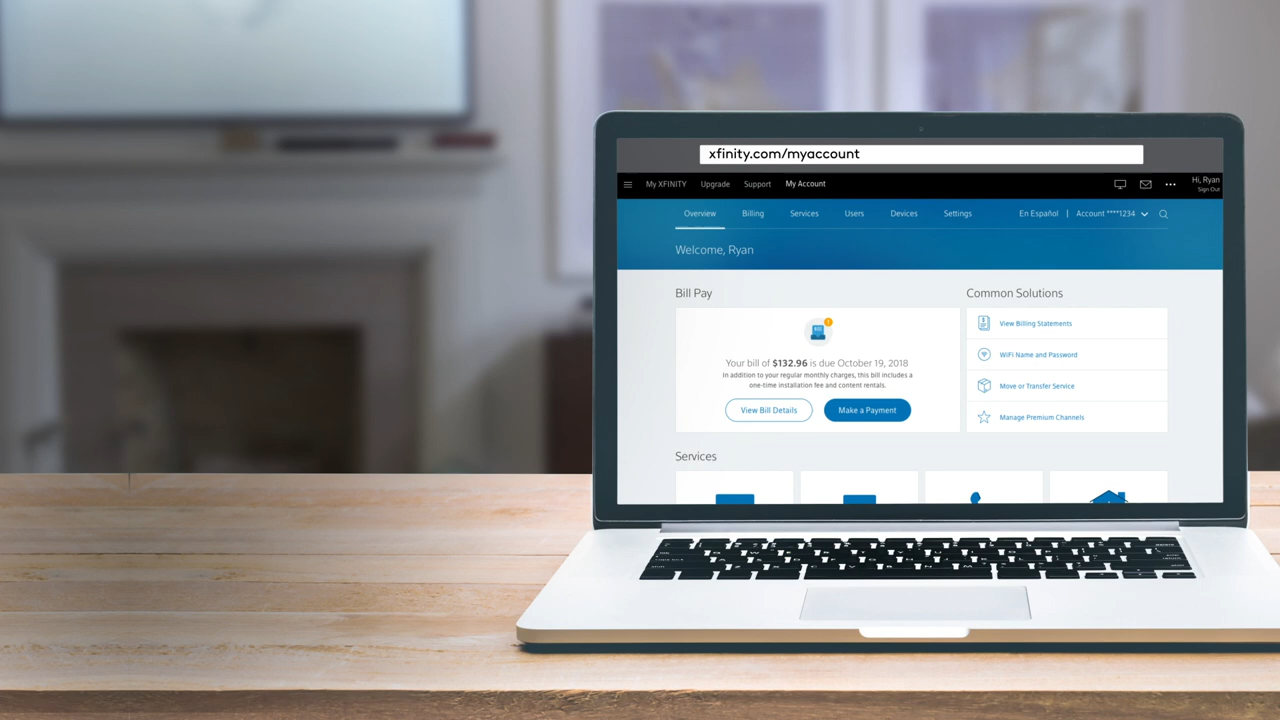 xfinity.com/myaccount
My XFINITY Upgrade Support My Account
Hi, Ryan
Sign Out
Overview Billing Services Users Devices Settings En Español | Account ****1234
Welcome, Ryan
Bill Pay
Your bill of $132.96 is due October 19, 2018
In addition to your regular monthly charges, this bill includes a
one-time installation fee and content rentals.
View Bill Details Make a Payment
Common Solutions
View Billing Statements
WiFi Name and Password
Move or Transfer Service
Manage Premium Channels
Services